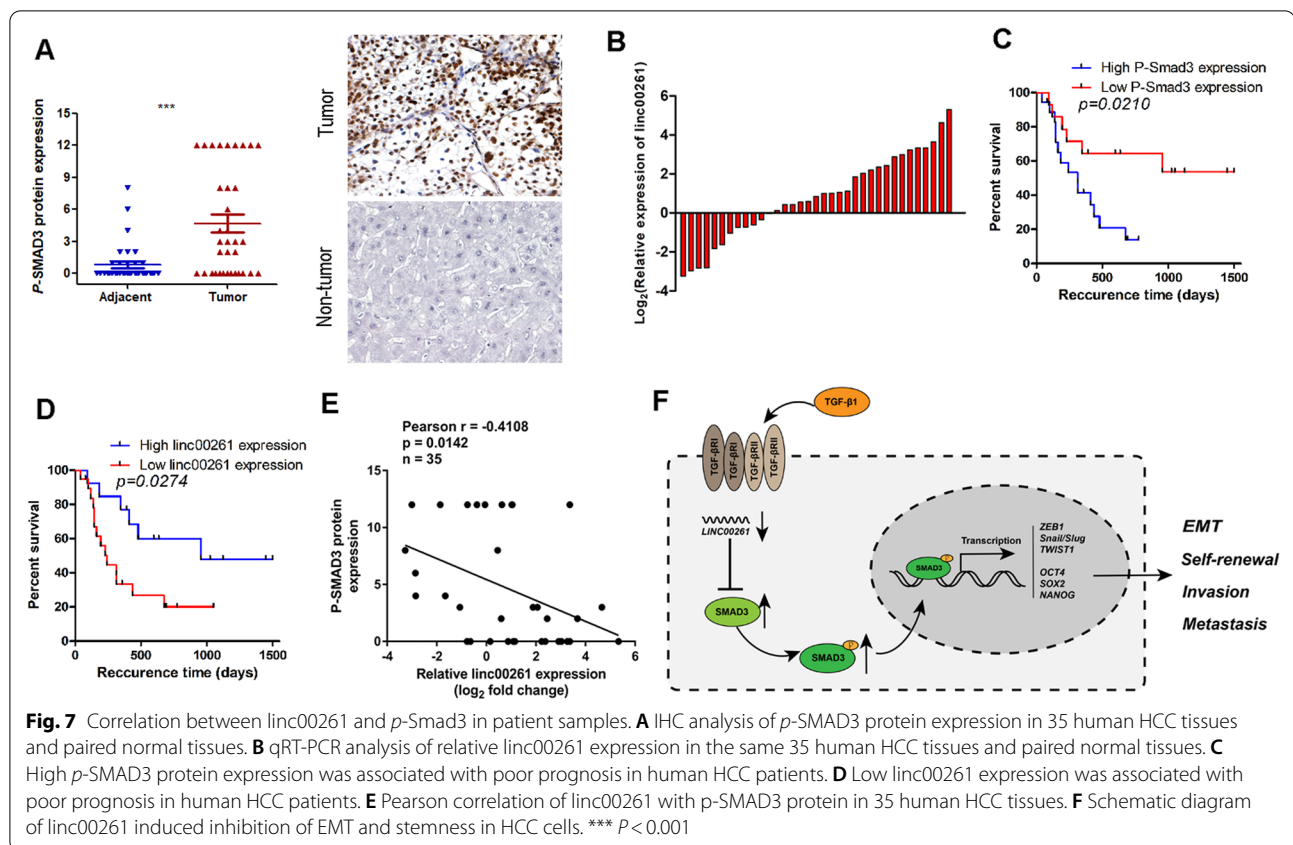 A
***
P-SMAD3 protein expression
15
12
9
6
3
0
Adjacent
Tumor
Tumor
Non-tumor
B
Log2(Relative expression of linc00261)
6
4
2
0
-2
-4
C
High P-Smad3 expression
Low P-Smad3 expression
p=0.0210
Percent survival
100
80
60
40
20
0
0 500 1000 1500
Reccurence time (days)
D
High linc00261 expression
Low linc00261 expression
p=0.0274
Percent survival
100
80
60
40
20
0
0 500 1000 1500
Reccurence time (days)
E
Pearson r = -0.4108
p = 0.0142
n = 35
P-SMAD3 protein
expression
15
10
5
0
-4 -2 0 2 4 6
Relative linc00261 expression
(log2 fold change)
F
TGF-β1
TGF-βRI
TGF-βRI
TGF-βRII
TGF-βRII
LINC00261
SMAD3
SMAD3
P
SMAD3
P
Transcription
ZEB1
Snail/Slug
TWIST1
OCT4
SOX2
NANOG
EMT
Self-renewal
Invasion
Metastasis
Fig. 7 Correlation between linc00261 and p-Smad3 in patient samples. A IHC analysis of p-SMAD3 protein expression in 35 human HCC tissues
and paired normal tissues. B qRT-PCR analysis of relative linc00261 expression in the same 35 human HCC tissues and paired normal tissues. C
High p-SMAD3 protein expression was associated with poor prognosis in human HCC patients. D Low linc00261 expression was associated with
poor prognosis in human HCC patients. E Pearson correlation of linc00261 with p-SMAD3 protein in 35 human HCC tissues. F Schematic diagram
of linc00261 induced inhibition of EMT and stemness in HCC cells. *** P < 0.001